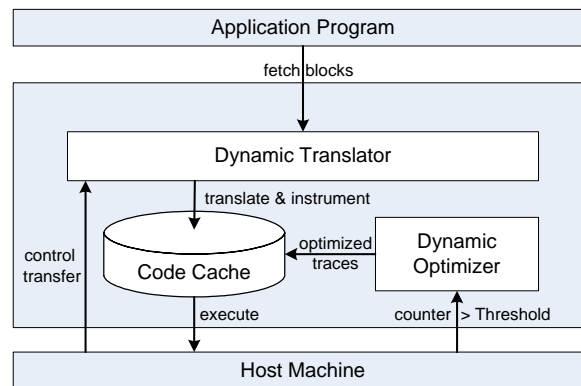 Application Program
fetch blocks
Dynamic Translator
translate & instrument
control
transfer
Code Cache
optimized
traces
Dynamic
Optimizer
execute
counter > Threshold
Host Machine